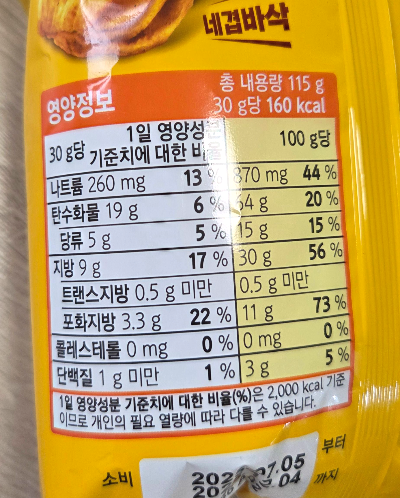 네겹바삭
영양정보
총 내용량 115 g
30 g당 160 kcal
30 g당 1일 영양성 기준치에 대한 비 100 g당
나트륨 260 mg 13 % 870 mg 44 %
탄수화물 19 g 6 % 64 g 20 %
당류 5 g 5 % 15 g 15 %
지방 9 g 17 % 30 g 56 %
트랜스지방 0.5 g 미만 0.5 g 미만
포화지방 3.3 g 22 % 11 g 73 %
콜레스테롤 0 mg 0 % 0 mg 0 %
단백질 1 g 미만 1 % 3 g 5 %
1일 영양성분 기준치에 대한 비율(%)은 2,000 kcal 기준
이므로 개인의 필요 열량에 따라 다를 수 있습니다.
소비 부터
까지